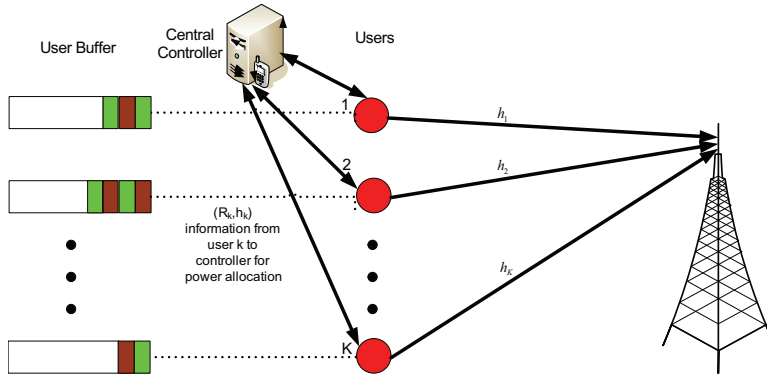 User Buffer
Central
Controller
Users
1
h1
2
h2
(Rk,hk)
information from
user k to
controller for
power allocation
hK
K